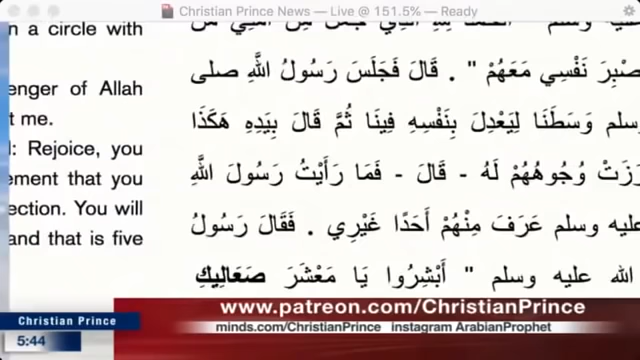 Christian Prince News — Live @ 151.5% — Ready
n a circle with
enger of Allah
t me.
: Rejoice, you
ement that you
ection. You will
and that is five
صْبِرَ نَفْسِي مَعَهُمْ " . قَالَ فَجَلَسَ رَسُولُ اللَّهِ صلى
وسلم وَسَطَنَا لِيَعْدِلَ بِنَفْسِهِ فِينَا ثُمَّ قَالَ بِيَدِهِ هَكَذَا
رَزَتْ وُجُوهُهُمْ لَهُ - قَالَ - فَمَا رَأَيْتُ رَسُولَ اللَّهِ
عليه وسلم عَرَفَ مِنْهُمْ أَحَدًا غَيْرِي . فَقَالَ رَسُولُ
الله عليه وسلم " أَبْشِرُوا يَا مَعْشَرَ صَعَالِيكِ
www.patreon.com/ChristianPrince
minds.com/ChristianPrince instagram ArabianProphet
Christian Prince
5:44